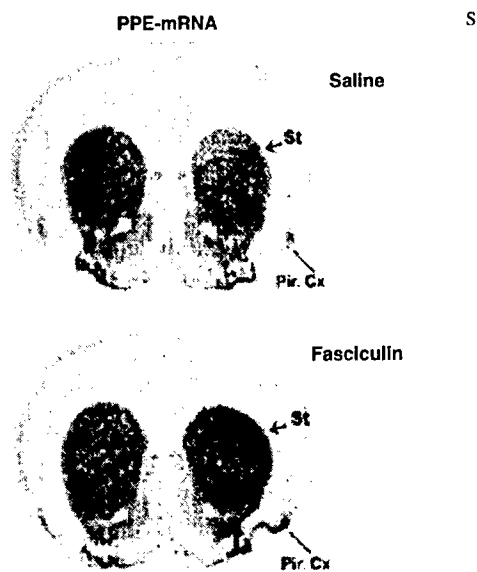 PPE-mRNA
S
Saline
St
Pir. Cx
Fasciculin
St
Pir. Cx